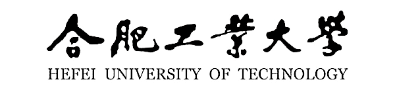 合肥工業大學
HEFEI UNIVERSITY OF TECHNOLOGY